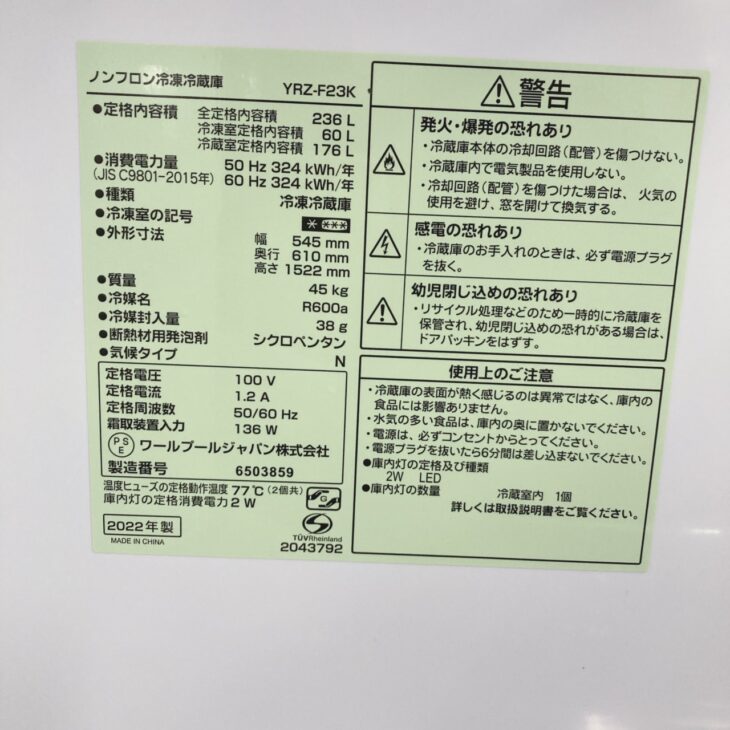 ノンフロン冷凍冷蔵庫 YRZ-F23K
●定格内容積 全定格内容積 236 L
冷凍室定格内容積 60 L
冷蔵室定格内容積 176 L
●消費電力量 50 Hz 324 kWh/年
(JIS C9801-2015年) 60 Hz 324 kWh/年
●種類 冷凍冷蔵庫
●冷凍室の記号 * ***
●外形寸法 幅 545 mm
奥行 610 mm
高さ 1522 mm
●質量 45 kg
●冷媒名 R600a
●冷媒封入量 38 g
●断熱材用発泡剤 シクロペンタン
●気候タイプ N
定格電圧 100 V
定格電流 1.2 A
定格周波数 50/60 Hz
霜取装置入力 136 W
PSE ワールプールジャパン株式会社
製造番号 6503859
温度ヒューズの定格動作温度 77℃(2個共)
庫内灯の定格消費電力 2 W
G
2022年製
MADE IN CHINA
TÜVRheinland
2043792
警告
発火・爆発の恐れあり
・冷蔵庫本体の冷却回路(配管)を傷つけない。
・冷蔵庫内で電気製品を使用しない。
・冷却回路(配管)を傷つけた場合は、火気の
使用を避け、窓を開けて換気する。
感電の恐れあり
・冷蔵庫のお手入れのときは、必ず電源プラグ
を抜く。
幼児閉じ込めの恐れあり
・リサイクル処理などのため一時的に冷蔵庫を
保管され、幼児閉じ込めの恐れがある場合は、
ドアパッキンをはずす。
使用上のご注意
・冷蔵庫の表面が熱く感じるのは異常ではなく、庫内の
食品には影響ありません。
・水気の多い食品は、庫内の奥に置かないでください。
・電源は、必ずコンセントからとってください。
・電源プラグを抜いたら6分間は差し込まないでください。
●庫内灯の定格及び種類
2W LED
●庫内灯の数量 冷蔵室内 1個
詳しくは取扱説明書をご覧ください。